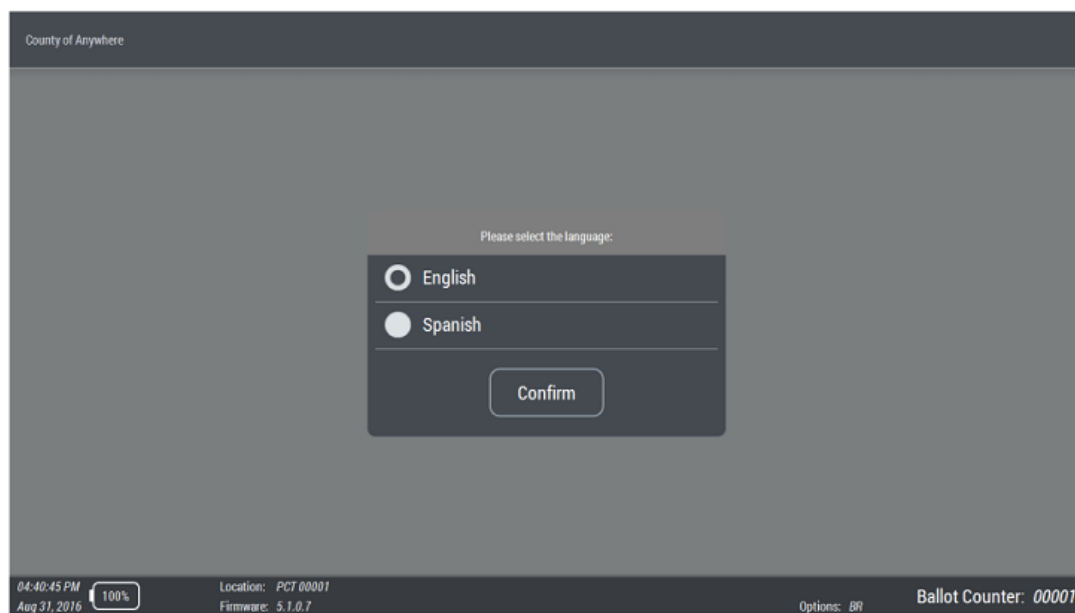 County of Anywhere
Please select the language:
English
Spanish
Confirm
04:40:45 PM
Aug 31, 2016
100%
Location: PCT 00001
Firmware: 5.1.0.7
Options: BR
Ballot Counter: 00001